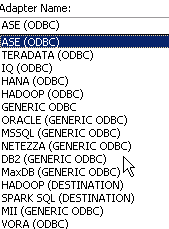 Adapter Name:
ASE (ODBC)
ASE (ODBC)
TERADATA (ODBC)
IQ (ODBC)
HANA (ODBC)
HADOOP (ODBC)
GENERIC ODBC
ORACLE (GENERIC ODBC)
MSSQL (GENERIC ODBC)
NETEZZA (GENERIC ODBC)
DB2 (GENERIC ODBC)
MaxDB (GENERIC ODBC)
HADOOP (DESTINATION)
SPARK SQL (DESTINATION)
MII (GENERIC ODBC)
VORA (ODBC)